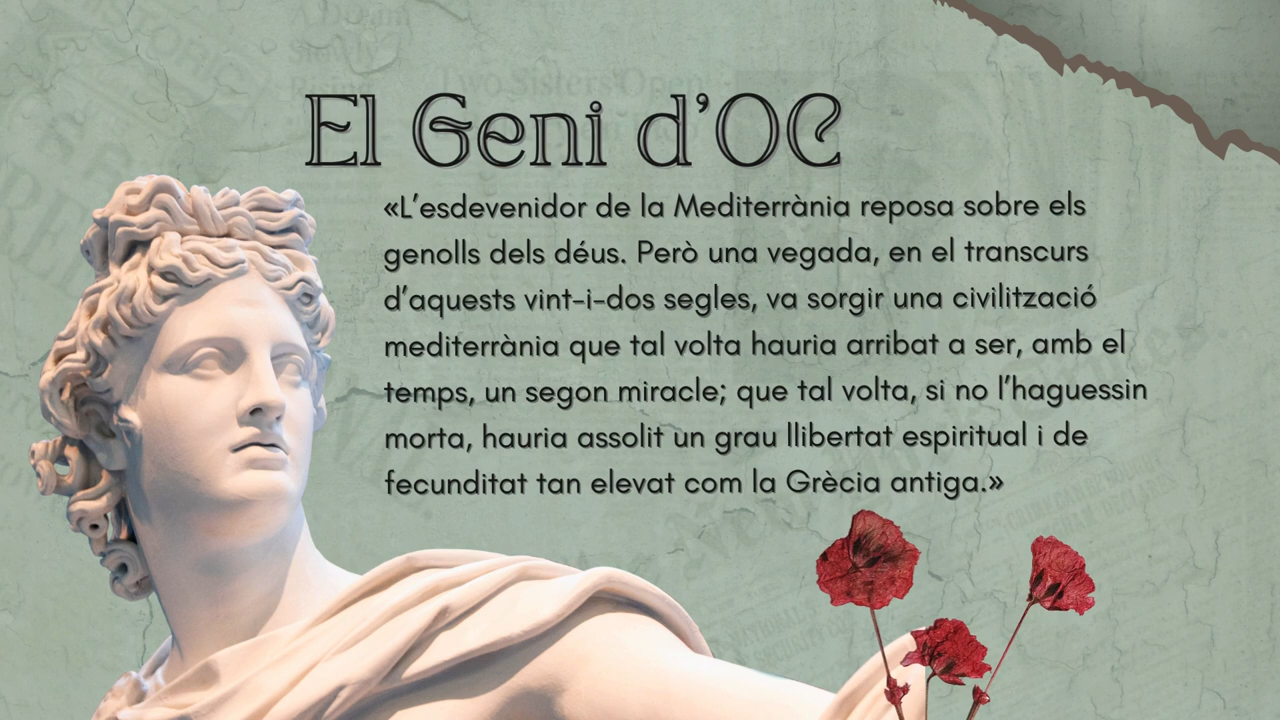 El Geni d'OC
«L'esdevenidor de la Mediterrània reposa sobre els
genolls dels déus. Però una vegada, en el transcurs
d'aquests vint-i-dos segles, va sorgir una civilització
mediterrània que tal volta hauria arribat a ser, amb el
temps, un segon miracle; que tal volta, si no l'haguessin
morta, hauria assolit un grau llibertat espiritual i de
fecunditat tan elevat com la Grècia antiga.»